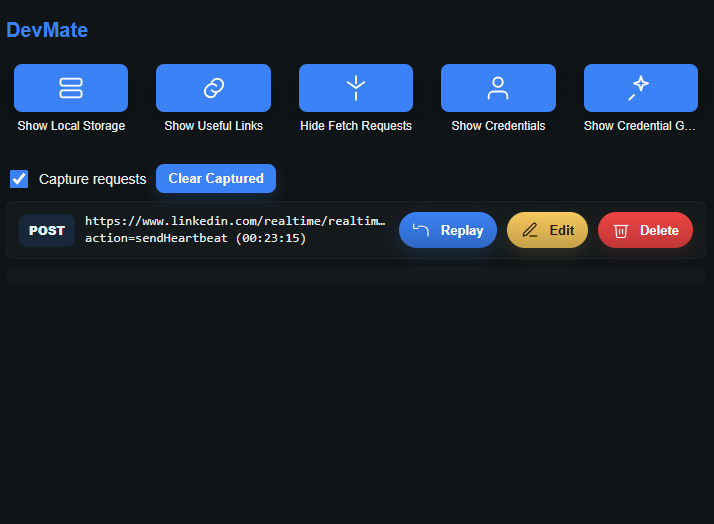 DevMate
Show Local Storage
Show Useful Links
Hide Fetch Requests
Show Credentials
Show Credential G...
Capture requests
Clear Captured
POST
https://www.linkedin.com/realtime/realtim…
action=sendHeartbeat (00:23:15)
Replay
Edit
Delete